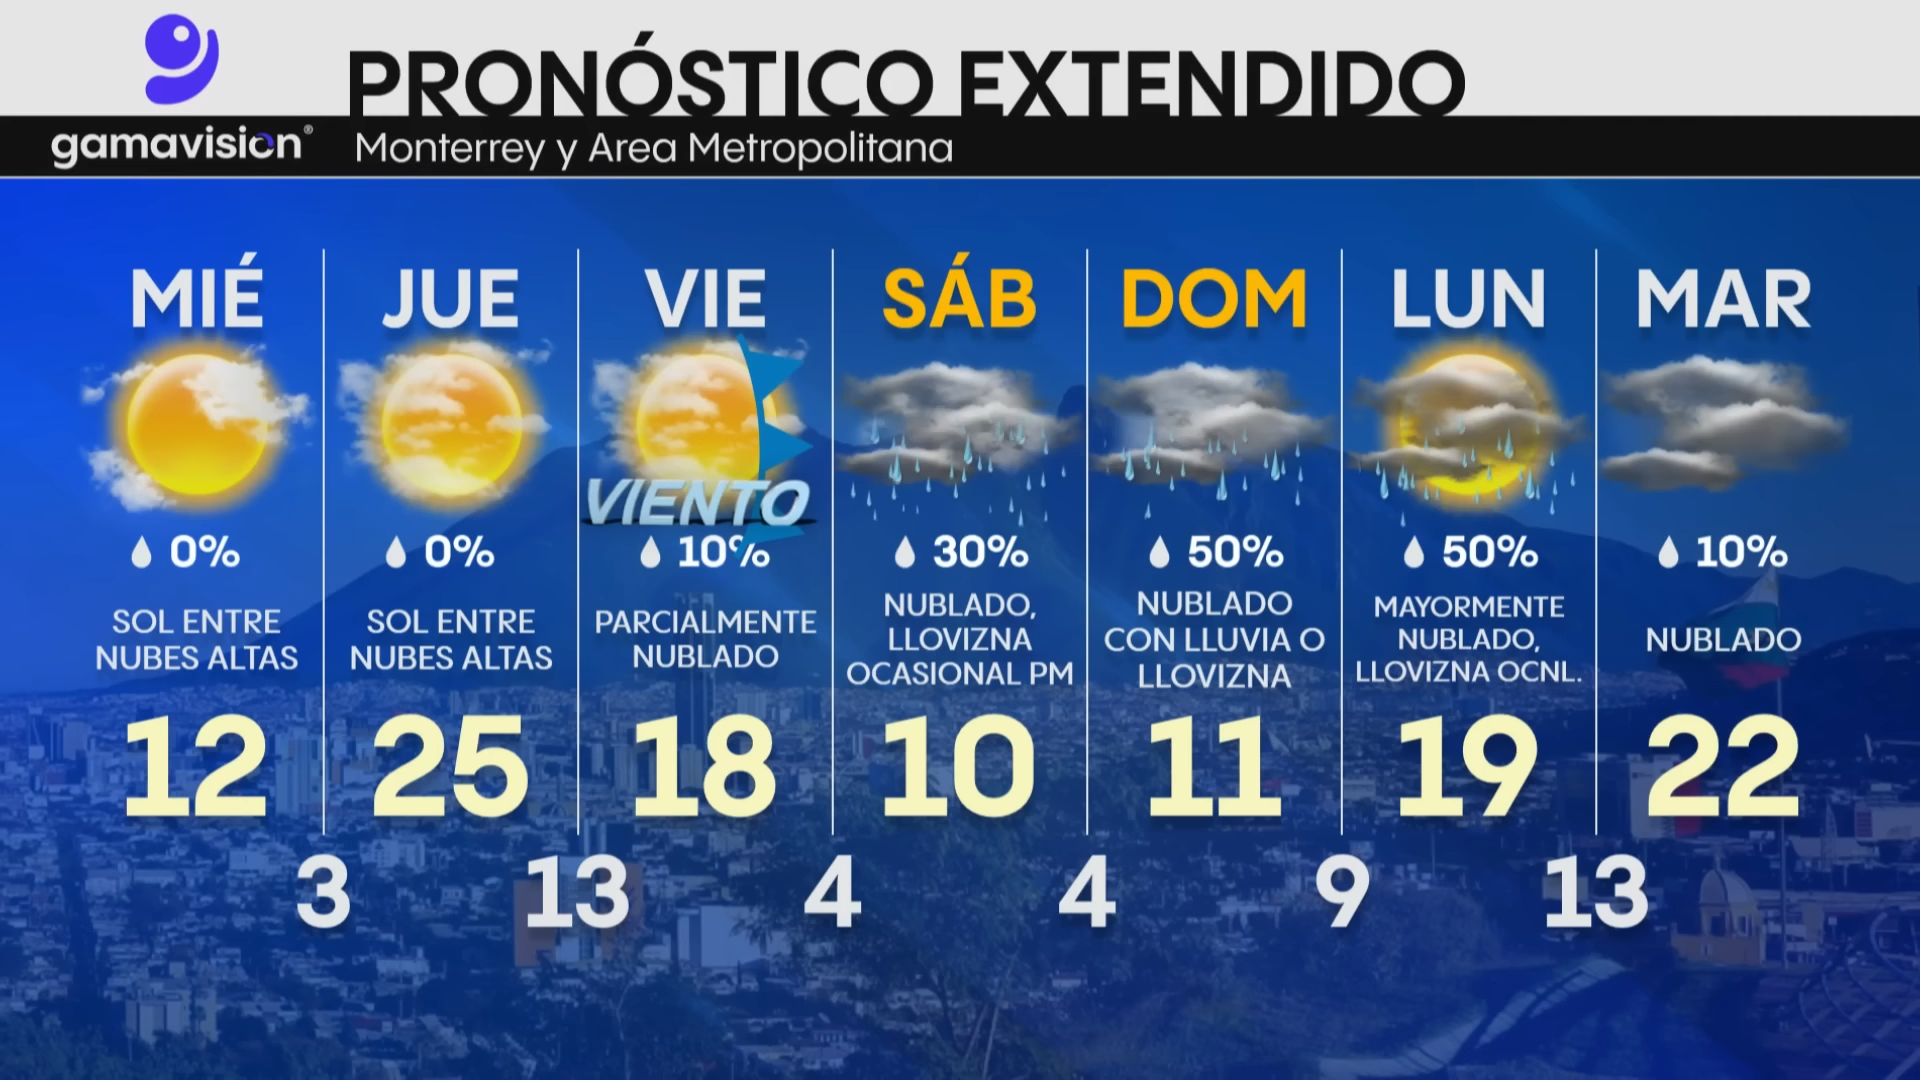 PRONÓSTICO EXTENDIDO
gamavision®
Monterrey y Area Metropolitana
MIÉ
JUE
VIE
SÁB
DOM
LUN
MAR
VIENTO
0%
0%
10%
30%
50%
50%
10%
SOL ENTRE
NUBES ALTAS
SOL ENTRE
NUBES ALTAS
PARCIALMENTE
NUBLADO
NUBLADO,
LLOVIZNA
OCASIONAL PM
NUBLADO
CON LLUVIA O
LLOVIZNA
MAYORMENTE
NUBLADO,
LLOVIZNA OCNL.
NUBLADO
12
25
18
10
11
19
22
3
13
4
4
9
13